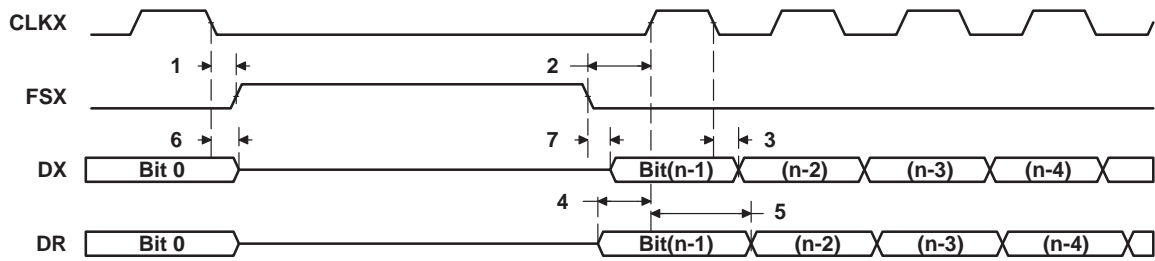 CLKX
1 2
FSX
6 7 3
DX Bit 0 Bit(n-1) (n-2) (n-3) (n-4)
4 5
DR Bit 0 Bit(n-1) (n-2) (n-3) (n-4)